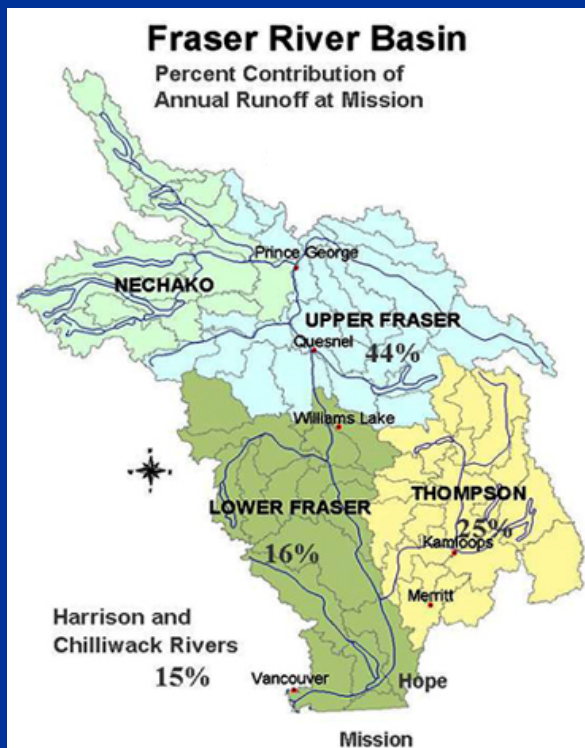 Fraser River Basin
Percent Contribution of
Annual Runoff at Mission
Prince George
NECHAKO
UPPER FRASER
Quesnel
44%
Williams Lake
THOMPSON
LOWER FRASER
25%
16%
Kamloops
Merritt
Harrison and
Chilliwack Rivers
15%
Vancouver
Hope
Mission